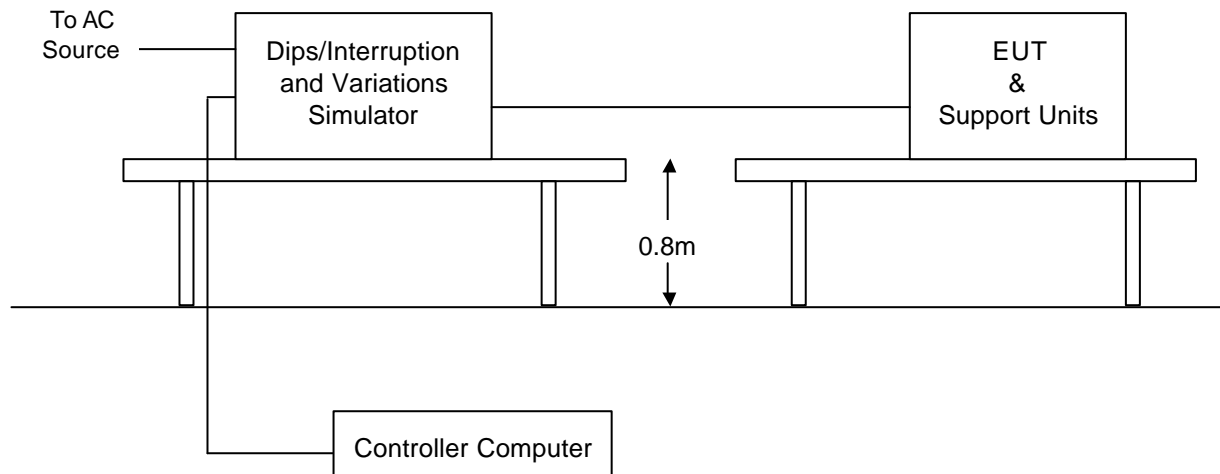 To AC
Source
Dips/Interruption
and Variations
Simulator
EUT
&
Support Units
0.8m
Controller Computer